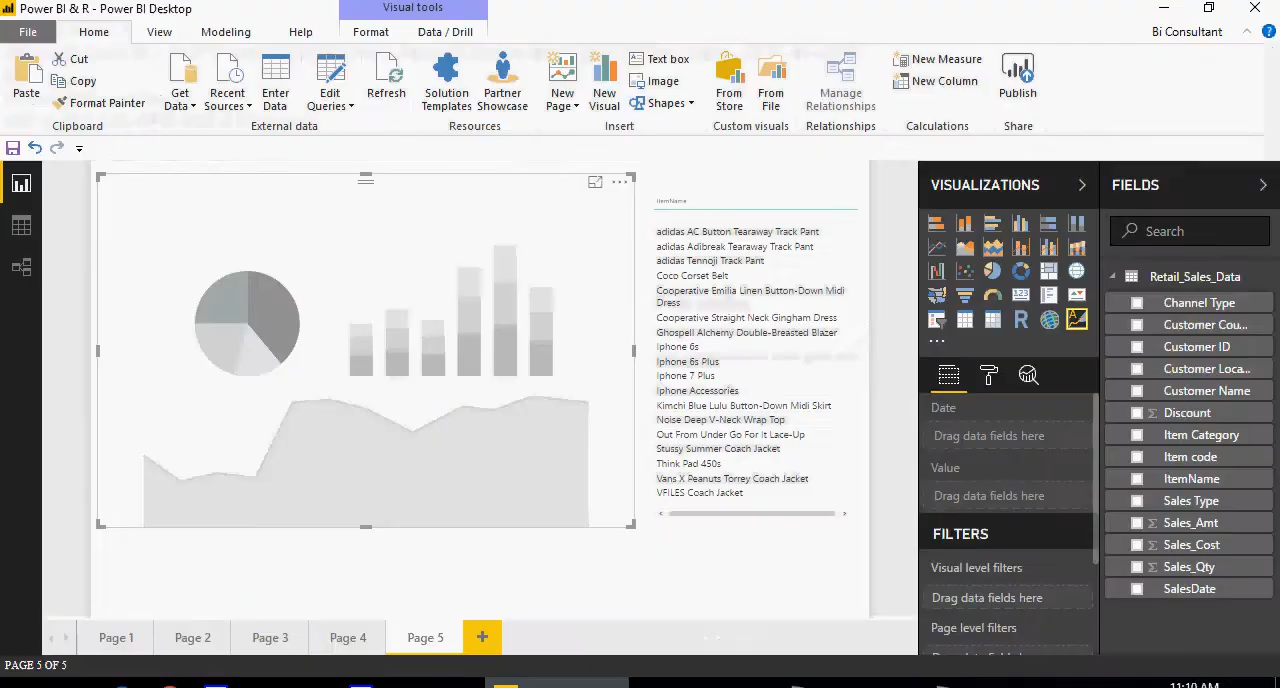 Power BI & R - Power BI Desktop
Visual tools
File
Home
View
Modeling
Help
Format
Data / Drill
Bi Consultant
Paste
Cut
Copy
Format Painter
Clipboard
Get
Data
Recent
Sources
Enter
Data
Edit
Queries
Refresh
External data
Solution
Templates
Partner
Showcase
Resources
New
Page
New
Visual
Text box
Image
Shapes
Insert
From
Store
From
File
Custom visuals
Manage
Relationships
Relationships
New Measure
New Column
Calculations
Publish
Share
ItemName
adidas AC Button Tearaway Track Pant
adidas Adibreak Tearaway Track Pant
adidas Tennoji Track Pant
Coco Corset Belt
Cooperative Emilia Linen Button-Down Midi
Dress
Cooperative Straight Neck Gingham Dress
Ghospell Alchemy Double-Breasted Blazer
Iphone 6s
Iphone 6s Plus
Iphone 7 Plus
Iphone Accessories
Kimchi Blue Lulu Button-Down Midi Skirt
Noise Deep V-Neck Wrap Top
Out From Under Go For It Lace-Up
Stussy Summer Coach Jacket
Think Pad 450s
Vans X Peanuts Torrey Coach Jacket
VFILES Coach Jacket
VISUALIZATIONS
123
R
Date
Drag data fields here
Value
Drag data fields here
FILTERS
Visual level filters
Drag data fields here
Page level filters
FIELDS
Search
Retail_Sales_Data
Channel Type
Customer Cou...
Customer ID
Customer Loca...
Customer Name
Σ Discount
Item Category
Item code
ItemName
Sales Type
Σ Sales_Amt
Σ Sales_Cost
Σ Sales_Qty
SalesDate
Page 1
Page 2
Page 3
Page 4
Page 5
+
PAGE 5 OF 5
11:10 AM